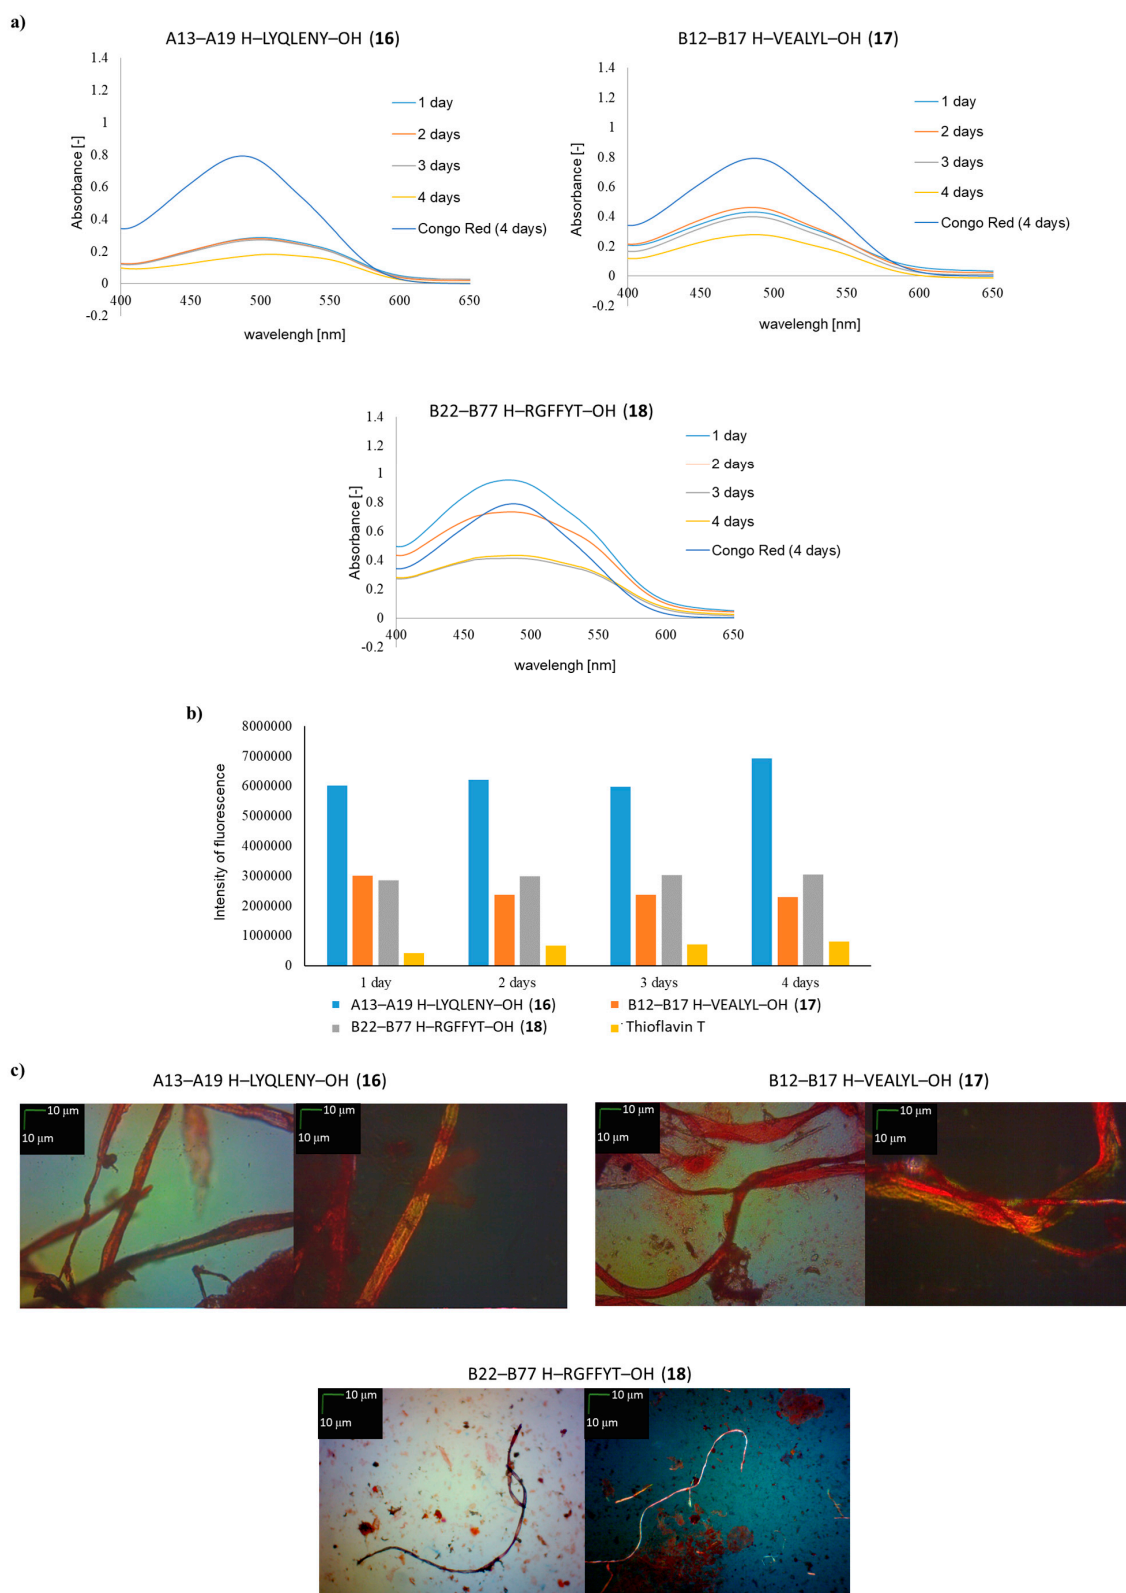 a)
A13–A19 H–LYQLENY–OH (16)
1.4
1.2
1
0.8
0.6
0.4
0.2
0
-0.2
Absorbance [-]
400
450
500
550
600
650
wavelengh [nm]
1 day
2 days
3 days
4 days
Congo Red (4 days)
B12–B17 H–VEALYL–OH (17)
1.4
1.2
1
0.8
0.6
0.4
0.2
0
-0.2
Absorbance [-]
400
450
500
550
600
650
wavelengh [nm]
1 day
2 days
3 days
4 days
Congo Red (4 days)
B22–B77 H–RGFFYT–OH (18)
1.4
1.2
1
0.8
0.6
0.4
0.2
0
-0.2
Absorbance [-]
400
450
500
550
600
650
wavelengh [nm]
1 day
2 days
3 days
4 days
Congo Red (4 days)
b)
8000000
7000000
6000000
5000000
4000000
3000000
2000000
1000000
0
Intensity of fluorescence
1 day
2 days
3 days
4 days
A13–A19 H–LYQLENY–OH (16)
B12–B17 H–VEALYL–OH (17)
B22–B77 H–RGFFYT–OH (18)
Thioflavin T
c)
A13–A19 H–LYQLENY–OH (16)
10 µm
10 µm
10 µm
10 µm
B12–B17 H–VEALYL–OH (17)
10 µm
10 µm
10 µm
10 µm
B22–B77 H–RGFFYT–OH (18)
10 µm
10 µm
10 µm
10 µm